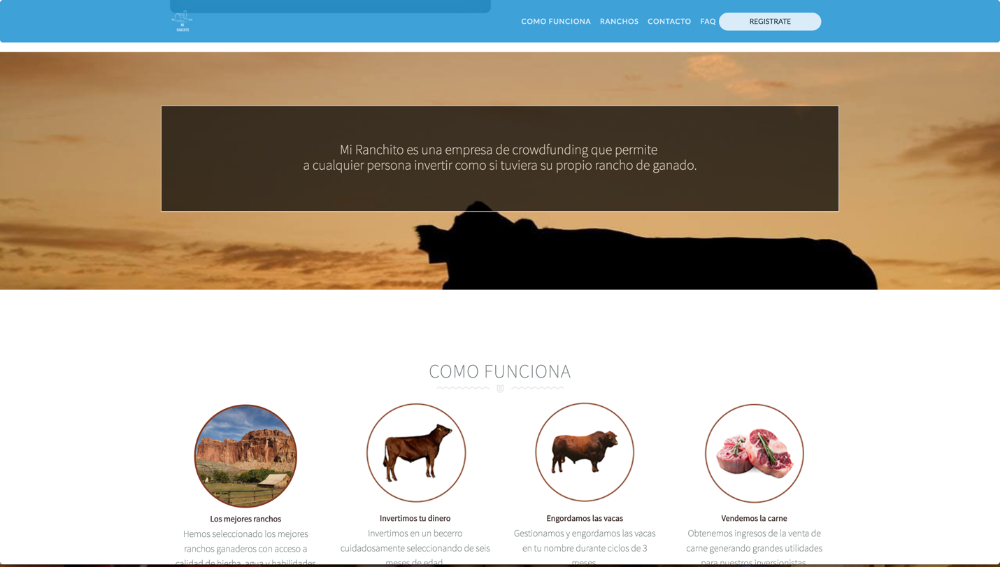 MI
RANCHITO
COMO FUNCIONA
RANCHOS
CONTACTO
FAQ
REGISTRATE
Mi Ranchito es una empresa de crowdfunding que permite
a cualquier persona invertir como si tuviera su propio rancho de ganado.
COMO FUNCIONA
Los mejores ranchos
Hemos seleccionado los mejores
ranchos ganaderos con acceso a
calidad de hierba, agua y habilidades
Invertimos tu dinero
Invertimos en un becerro
cuidadosamente seleccionando de seis
meses de edad
Engordamos las vacas
Gestionamos y engordamos las vacas
en tu nombre durante ciclos de 3
meses
Vendemos la carne
Obtenemos ingresos de la venta de
carne generando grandes utilidades
para nuestros inversionistas